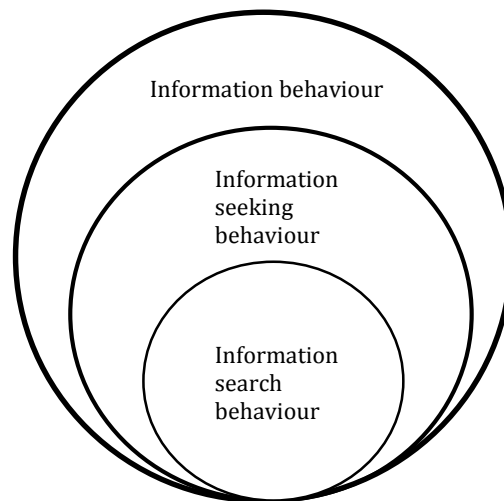 Information behaviour
Information
seeking
behaviour
Information
search
behaviour